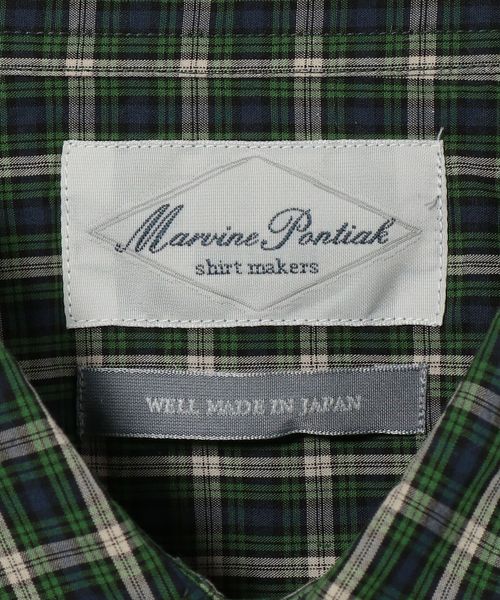 Marvine Pontiak
shirt makers
WELL MADE IN JAPAN